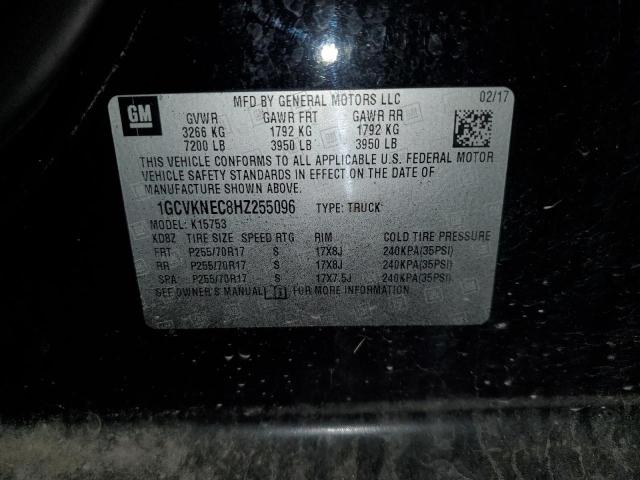 MFD BY GENERAL MOTORS LLC 02/17
GM GVWR GAWR FRT GAWR RR
3266 KG 1792 KG 1792 KG
7200 LB 3950 LB 3950 LB
THIS VEHICLE CONFORMS TO ALL APPLICABLE U.S. FEDERAL MOTOR
VEHICLE SAFETY STANDARDS IN EFFECT ON THE DATE OF
MANUFACTURE SHOWN ABOVE.
1GCVKNEC8HZ255096 TYPE: TRUCK
MODEL: K15753
XD8Z TIRE SIZE SPEED RTG RIM COLD TIRE PRESSURE
FRT P255/70R17 S 17X8J 240KPA(35PSI)
RR P255/70R17 S 17X8J 240KPA(35PSI)
SPA P255/70R17 S 17X7.5J 240KPA(35PSI)
SEE OWNER'S MANUAL i FOR MORE INFORMATION.